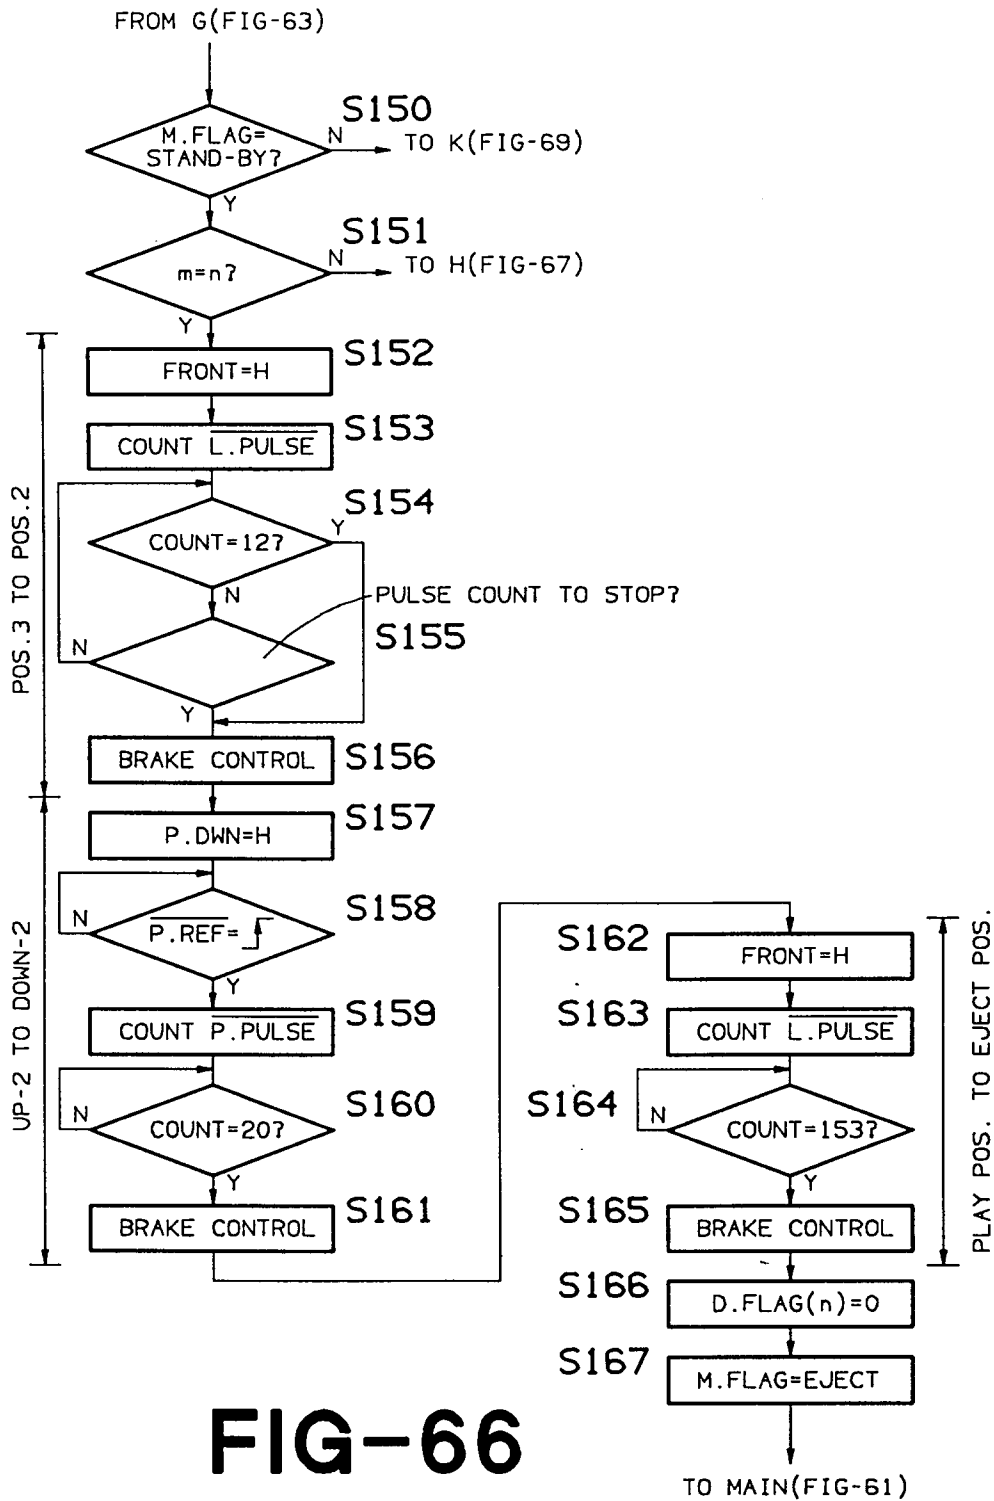 FROM G(FIG-63)
S150
M.FLAG=
STAND-BY?
N
TO K(FIG-69)
Y
S151
m=n?
N
TO H(FIG-67)
Y
POS.3 TO POS.2
S152
FRONT=H
S153
COUNT L.PULSE
S154
COUNT=12?
Y
N
PULSE COUNT TO STOP?
S155
N
Y
S156
BRAKE CONTROL
UP-2 TO DOWN-2
S157
P.DWN=H
S158
P.REF=
N
Y
S159
COUNT P.PULSE
S160
COUNT=20?
N
Y
S161
BRAKE CONTROL
PLAY POS. TO EJECT POS.
S162
FRONT=H
S163
COUNT L.PULSE
S164
COUNT=153?
N
Y
S165
BRAKE CONTROL
S166
D.FLAG(n)=0
S167
M.FLAG=EJECT
TO MAIN(FIG-61)
FIG-66